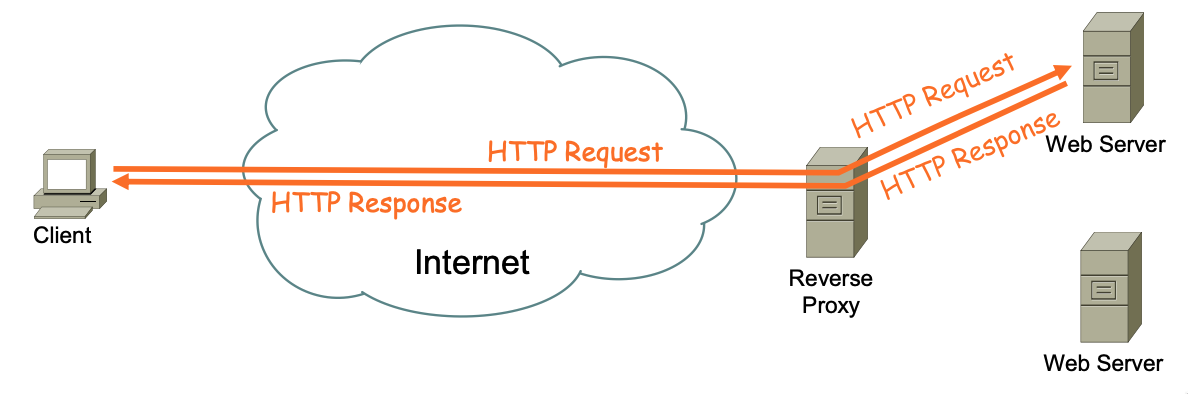 HTTP Request
Web Server
HTTP Request
HTTP Response
HTTP Response
Client
Internet
Reverse
Proxy
Web Server